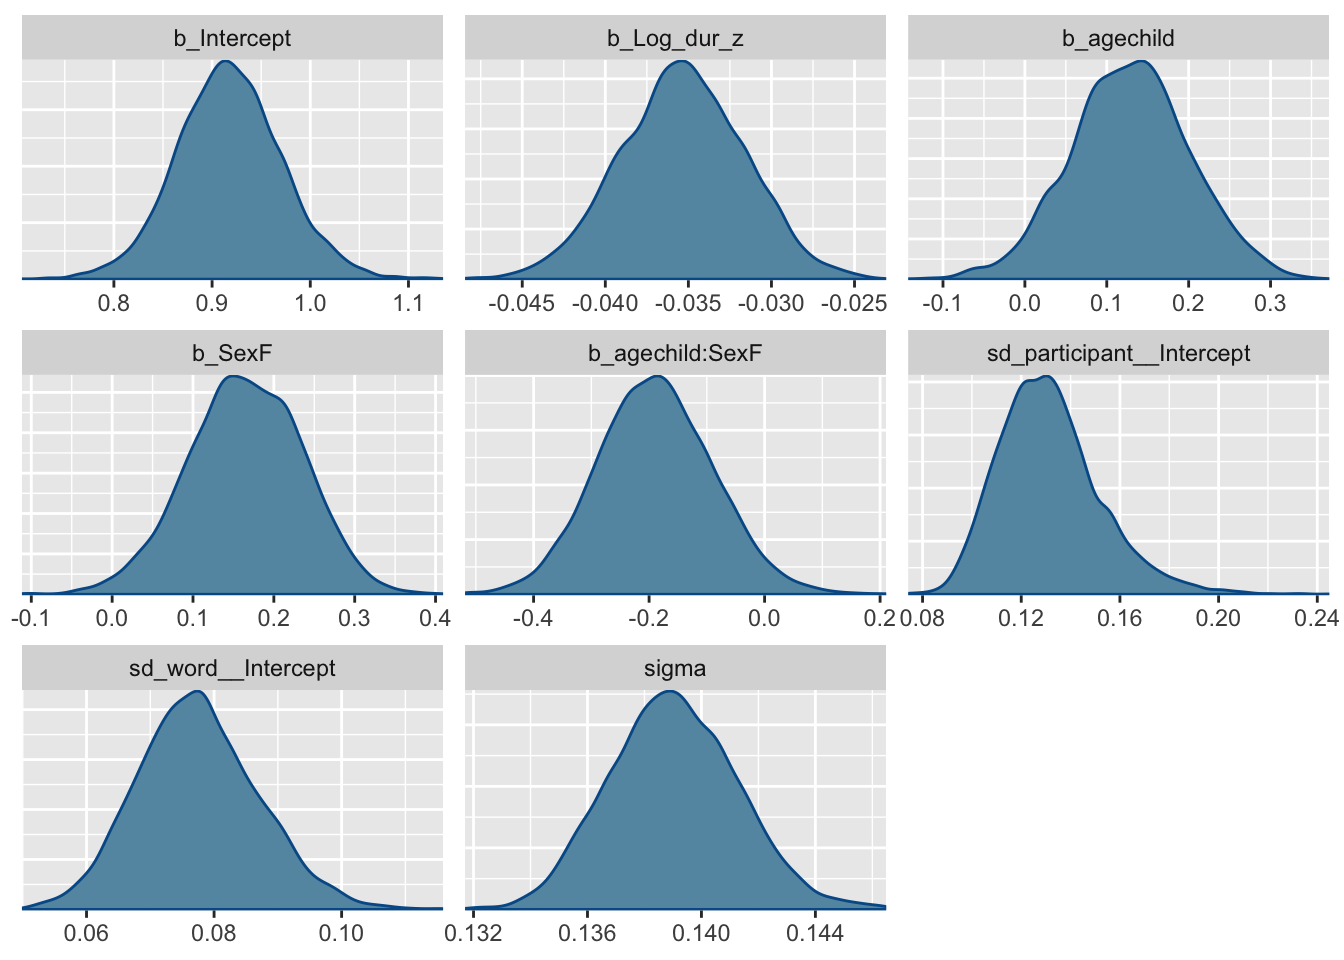 b_Intercept b_Log_dur_z b_agechild
0.8 0.9 1.0 1.1 -0.045 -0.040 -0.035 -0.030 -0.025 -0.1 0.0 0.1 0.2 0.3
b_SexF b_agechild:SexF sd_participant__Intercept
-0.1 0.0 0.1 0.2 0.3 0.4 -0.4 -0.2 0.0 0.2 0.08 0.12 0.16 0.20 0.24
sd_word__Intercept sigma
0.06 0.08 0.10 0.132 0.136 0.140 0.144